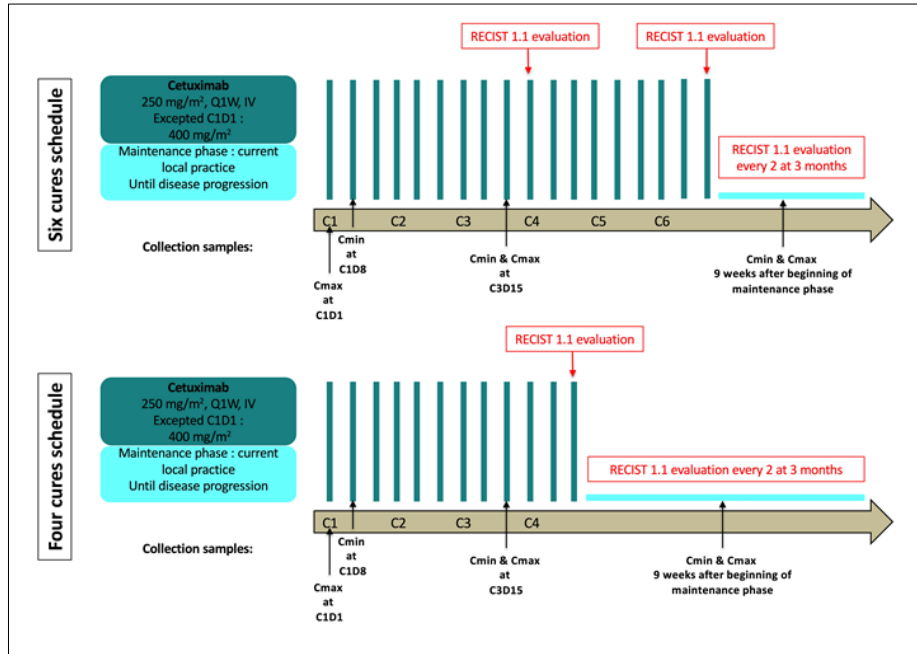 RECIST 1.1 evaluation
RECIST 1.1 evaluation
Six cures schedule
Cetuximab
250 mg/m², Q1W, IV
Excepted C1D1 :
400 mg/m²
Maintenance phase : current
local practice
Until disease progression
RECIST 1.1 evaluation
every 2 at 3 months
C1 C2 C3 C4 C5 C6
Collection samples:
Cmax
at
C1D1
Cmin
at
C1D8
Cmin & Cmax
at
C3D15
Cmin & Cmax
9 weeks after beginning of
maintenance phase
RECIST 1.1 evaluation
Four cures schedule
Cetuximab
250 mg/m², Q1W, IV
Excepted C1D1 :
400 mg/m²
Maintenance phase : current
local practice
Until disease progression
RECIST 1.1 evaluation every 2 at 3 months
C1 C2 C3 C4
Collection samples:
Cmax
at
C1D1
Cmin
at
C1D8
Cmin & Cmax
at
C3D15
Cmin & Cmax
9 weeks after beginning of
maintenance phase